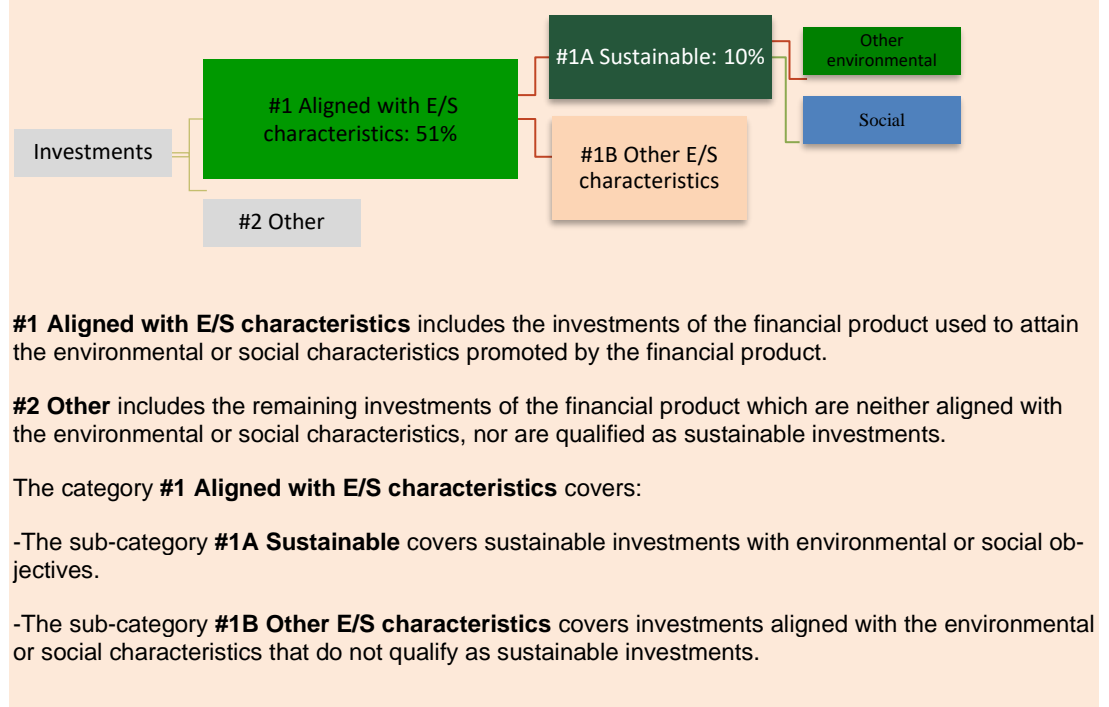 Investments
#1 Aligned with E/S
characteristics: 51%
#2 Other
#1A Sustainable: 10%
#1B Other E/S
characteristics
Other
environmental
Social
#1 Aligned with E/S characteristics includes the investments of the financial product used to attain
the environmental or social characteristics promoted by the financial product.
#2 Other includes the remaining investments of the financial product which are neither aligned with
the environmental or social characteristics, nor are qualified as sustainable investments.
The category #1 Aligned with E/S characteristics covers:
-The sub-category #1A Sustainable covers sustainable investments with environmental or social ob-
jectives.
-The sub-category #1B Other E/S characteristics covers investments aligned with the environmental
or social characteristics that do not qualify as sustainable investments.